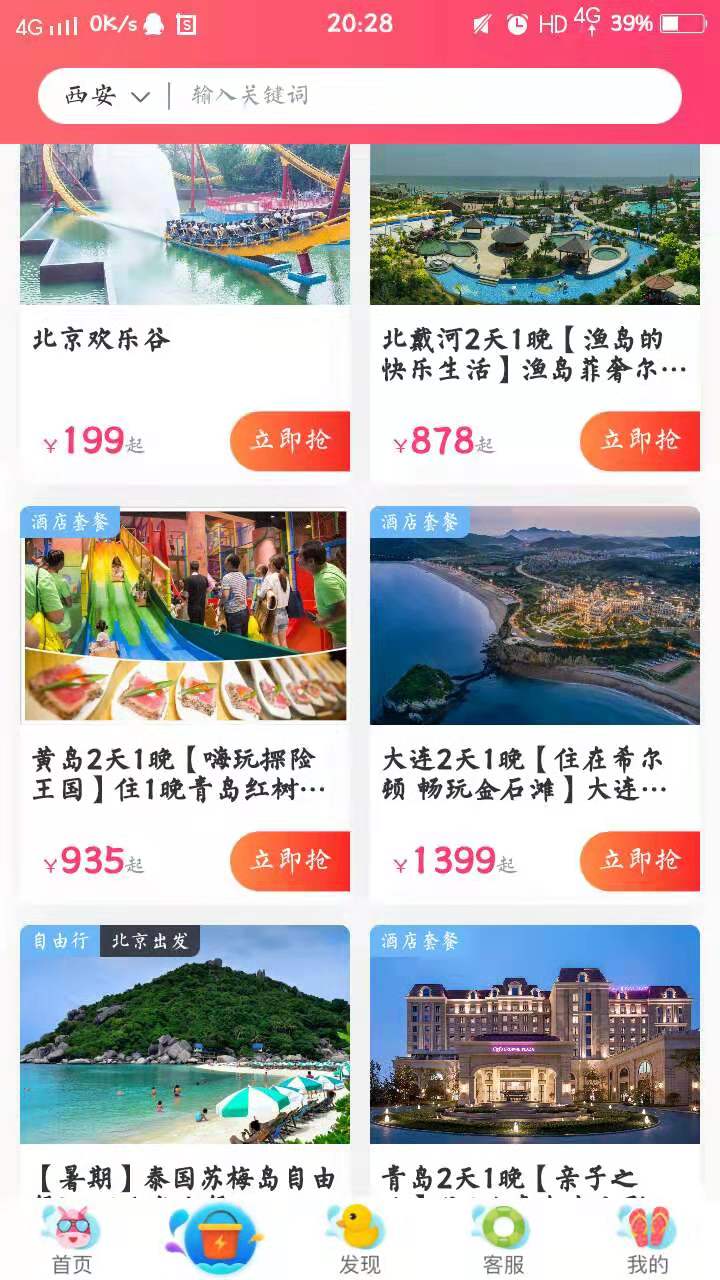 4G 0K/s 20:28 HD 4G 39%
西安 输入关键词
北京欢乐谷
¥199起 立即抢
北戴河2天1晚【渔岛的
快乐生活】渔岛菲奢尔…
¥878起 立即抢
酒店套餐
黄岛2天1晚【嗨玩探险
王国】住1晚青岛红树…
¥935起 立即抢
酒店套餐
大连2天1晚【住在希尔
顿 畅玩金石滩】大连…
¥1399起 立即抢
自由行 北京出发
【暑期】泰国苏梅岛自由
酒店套餐
CROWNE PLAZA
青岛2天1晚【亲子之
首页 发现 客服 我的